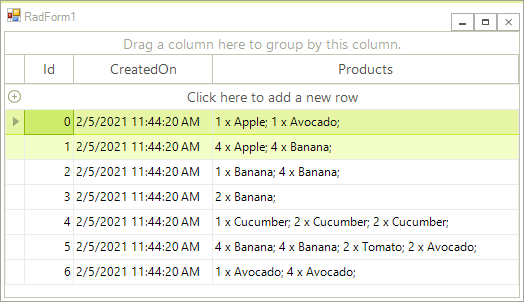 RadForm1
Drag a column here to group by this column.
Id CreatedOn Products
Click here to add a new row
0 2/5/2021 11:44:20 AM 1 x Apple; 1 x Avocado;
1 2/5/2021 11:44:20 AM 4 x Apple; 4 x Banana;
2 2/5/2021 11:44:20 AM 1 x Banana; 4 x Banana;
3 2/5/2021 11:44:20 AM 2 x Banana;
4 2/5/2021 11:44:20 AM 1 x Cucumber; 2 x Cucumber; 2 x Cucumber;
5 2/5/2021 11:44:20 AM 4 x Banana; 4 x Banana; 2 x Tomato; 2 x Avocado;
6 2/5/2021 11:44:20 AM 1 x Avocado; 4 x Avocado;